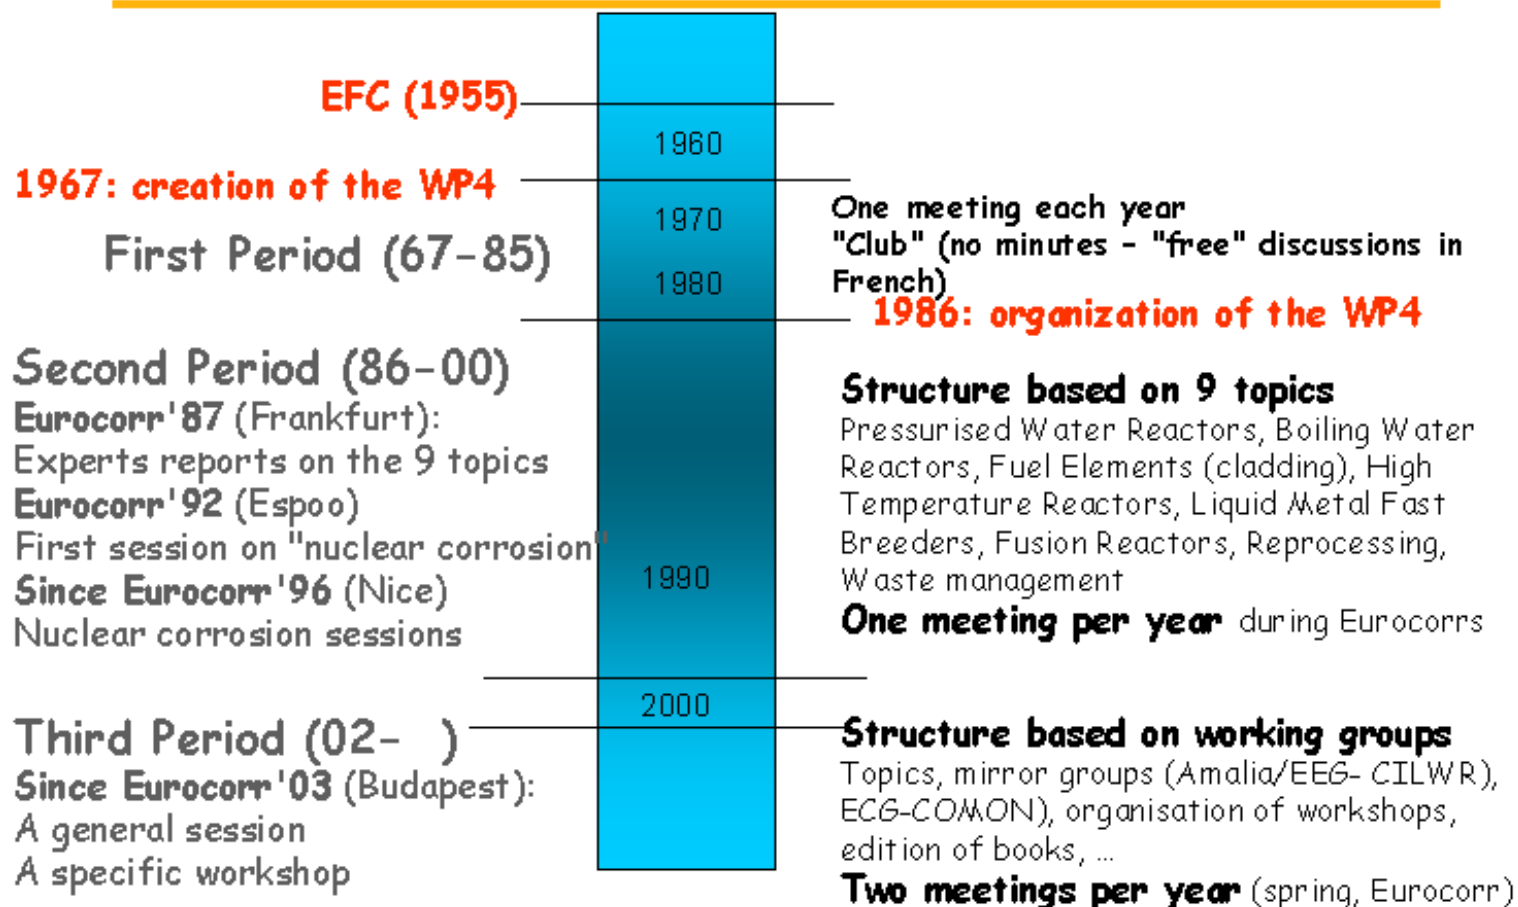 EFC (1955)
1960
1967: creation of the WP4
1970
First Period (67-85)
1980
One meeting each year
"Club" (no minutes - "free" discussions in
French)
1986: organization of the WP4
Second Period (86-00)
Eurocorr'87 (Frankfurt):
Experts reports on the 9 topics
Eurocorr'92 (Espoo)
First session on "nuclear corrosion"
Since Eurocorr'96 (Nice)
Nuclear corrosion sessions
1990
Structure based on 9 topics
Pressurised Water Reactors, Boiling Water
Reactors, Fuel Elements (cladding), High
Temperature Reactors, Liquid Metal Fast
Breeders, Fusion Reactors, Reprocessing,
Waste management
One meeting per year during Eurocorrs
2000
Third Period (02- )
Since Eurocorr'03 (Budapest):
A general session
A specific workshop
Structure based on working groups
Topics, mirror groups (Amalia/EEG- CILWR),
ECG-COMON), organisation of workshops,
edition of books, ...
Two meetings per year (spring, Eurocorr)